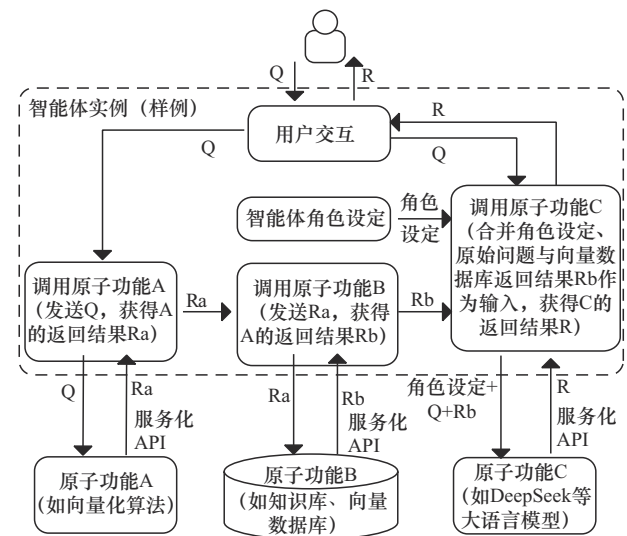 Q
R
智能体实例（样例）
用户交互
R
Q
Q
智能体角色设定
角色
设定
调用原子功能C
（合并角色设定、
原始问题与向量数
据库返回结果Rb作
为输入，获得C的
返回结果R）
调用原子功能A
（发送Q，获得A
的返回结果Ra）
Ra
调用原子功能B
（发送Ra，获得
A的返回结果Rb）
Rb
Q
Ra
服务化
API
Ra
Rb
服务化
API
角色设定+
Q+Rb
R
服务化
API
原子功能A
（如向量化算法）
原子功能B
（如知识库、向量
数据库）
原子功能C
（如DeepSeek等
大语言模型）